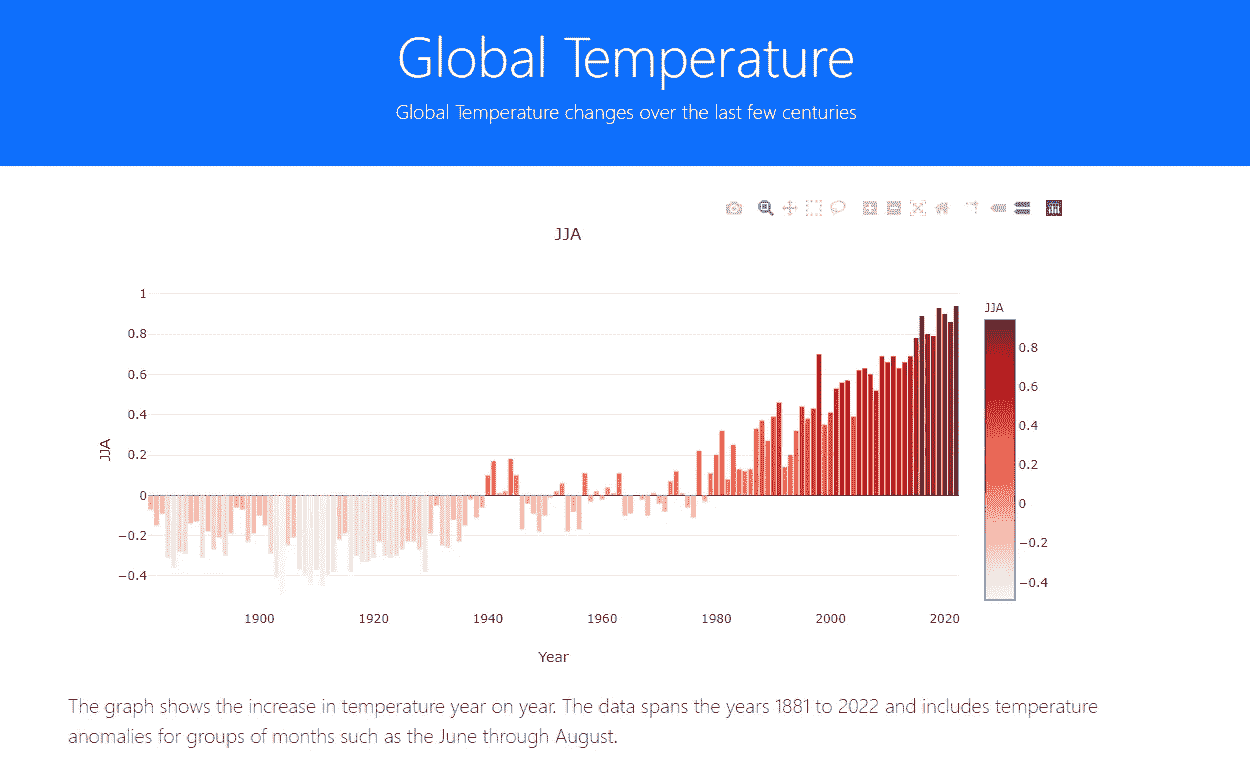 Global Temperature
Global Temperature changes over the last few centuries
JJA
JJA
1
0.8
0.6
0.4
0.2
0
−0.2
−0.4
JJA
0.8
0.6
0.4
0.2
0
−0.2
−0.4
1900 1920 1940 1960 1980 2000 2020
Year
The graph shows the increase in temperature year on year. The data spans the years 1881 to 2022 and includes temperature
anomalies for groups of months such as the June through August.